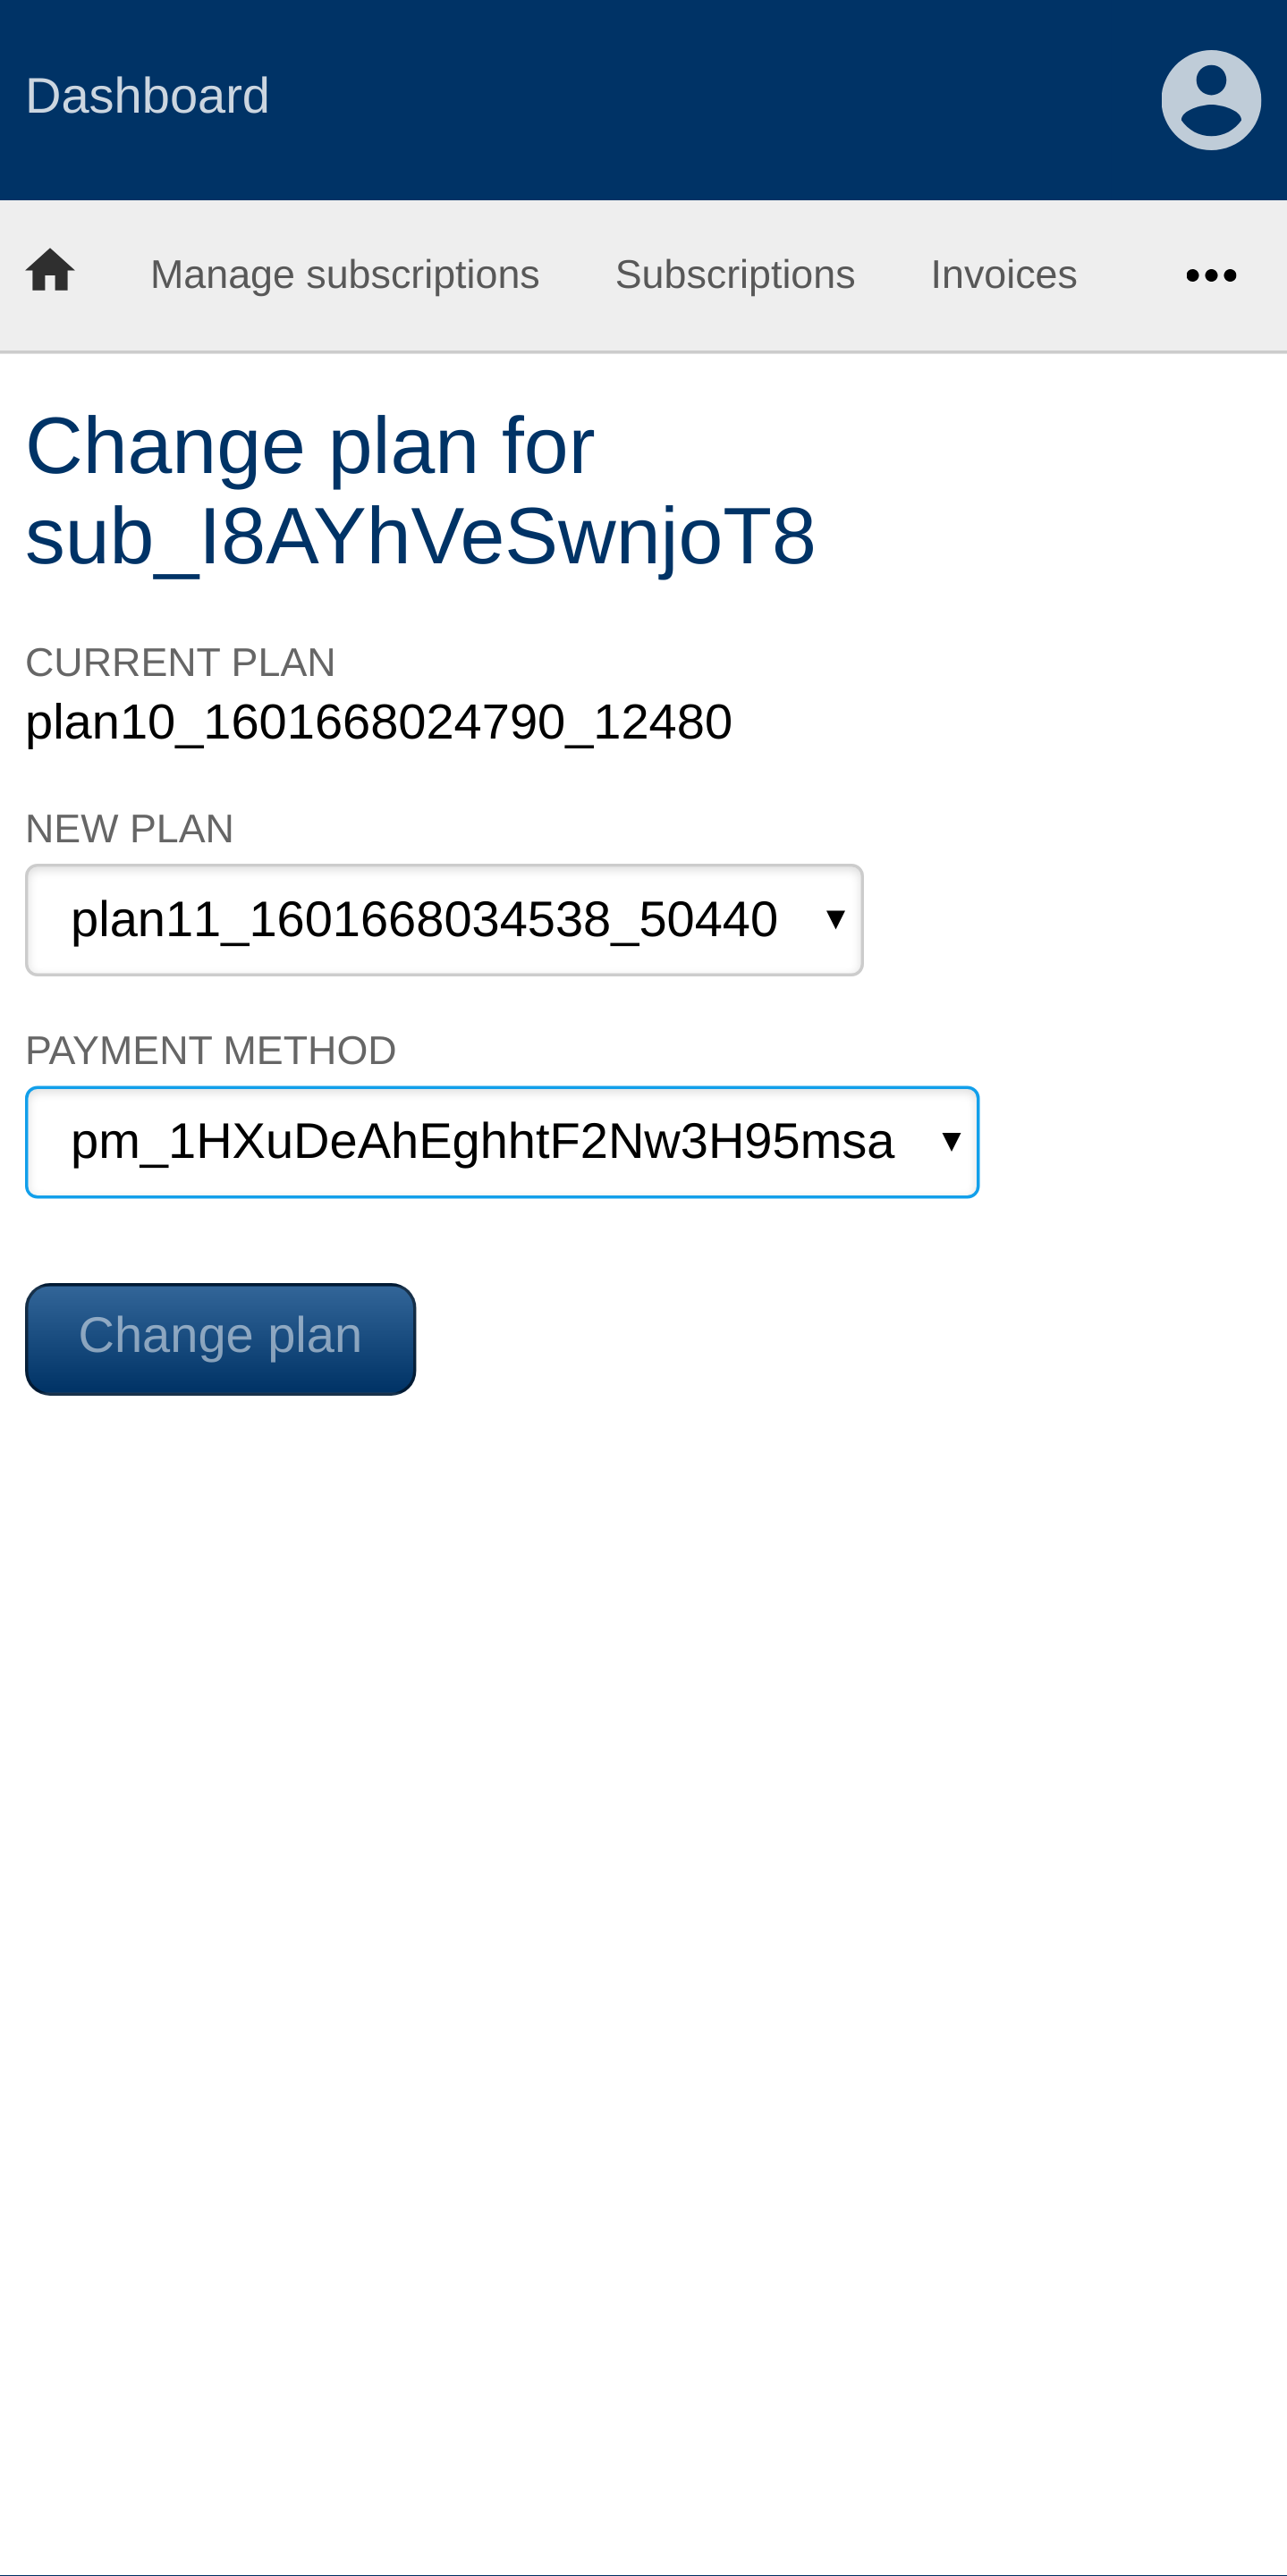 Dashboard
Manage subscriptions Subscriptions Invoices
Change plan for
sub_I8AYhVeSwnjoT8
CURRENT PLAN
plan10_1601668024790_12480
NEW PLAN
plan11_1601668034538_50440
PAYMENT METHOD
pm_1HXuDeAhEghhtF2Nw3H95msa
Change plan